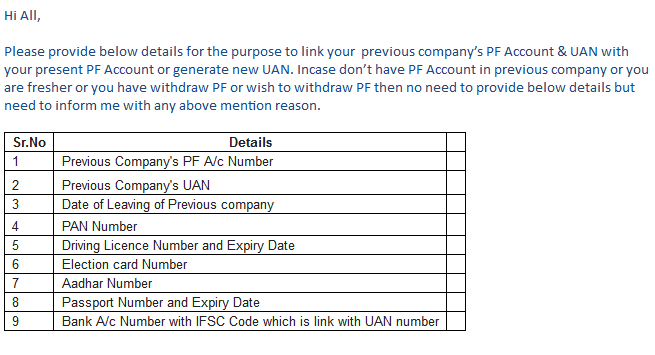 Hi All,
Please provide below details for the purpose to link your previous company's PF Account & UAN with
your present PF Account or generate new UAN. Incase don't have PF Account in previous company or you
are fresher or you have withdraw PF or wish to withdraw PF then no need to provide below details but
need to inform me with any above mention reason.
Sr.No Details
1 Previous Company's PF A/c Number
2 Previous Company's UAN
3 Date of Leaving of Previous company
4 PAN Number
5 Driving Licence Number and Expiry Date
6 Election card Number
7 Aadhar Number
8 Passport Number and Expiry Date
9 Bank A/c Number with IFSC Code which is link with UAN number